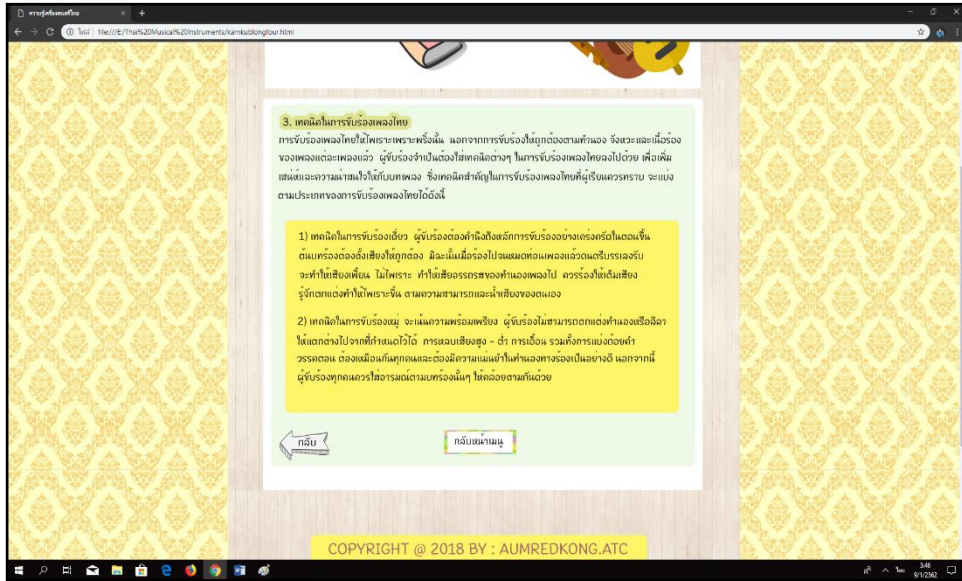 ความรู้เครื่องดนตรีไทย
ไฟล์ | file:///E:/Thai%20Musical%20Instruments/karnkublongfour.html
3. เทคนิคในการขับร้องเพลงไทย
การขับร้องเพลงไทยให้ไพเราะเพราะพริ้งนั้น นอกจากการขับร้องให้ถูกต้องตามทำนอง จังหวะและเนื้อร้อง
ของเพลงแต่ละเพลงแล้ว ผู้ขับร้องจำเป็นต้องใส่เทคนิคต่างๆ ในการขับร้องเพลงไทยลงไปด้วย เพื่อเพิ่ม
เสน่ห์และความน่าสนใจให้กับบทเพลง ซึ่งเทคนิคสำคัญในการขับร้องเพลงไทยที่ผู้เรียนควรทราบ จะแบ่ง
ตามประเภทของการขับร้องเพลงไทยได้ดังนี้
1) เทคนิคในการขับร้องเดี่ยว ผู้ขับร้องต้องคำนึงถึงหลักการขับร้องอย่างเคร่งครัดในตอนขึ้น
ต้นบทร้องต้องตั้งเสียงให้ถูกต้อง มิฉะนั้นเมื่อร้องไปจนหมดท่อนเพลงแล้วดนตรีบรรเลงรับ
จะทำให้เสียงเพี้ยน ไม่ไพเราะ ทำให้เสียอรรถรสของทำนองเพลงไป ควรร้องให้เต็มเสียง
รู้จักตกแต่งทำให้ไพเราะขึ้น ตามความสามารถและน้ำเสียงของตนเอง
2) เทคนิคในการขับร้องหมู่ จะเน้นความพร้อมเพรียง ผู้ขับร้องไม่สามารถตกแต่งทำนองหรือลีลา
ให้แตกต่างไปจากที่กำหนดไว้ได้ การหลบเสียงสูง - ต่ำ การเอื้อน รวมทั้งการแบ่งถ้อยคำ
วรรคตอน ต้องเหมือนกันทุกคนและต้องมีความแม่นยำในทำนองทางร้องเป็นอย่างดี นอกจากนี้
ผู้ขับร้องทุกคนควรใส่อารมณ์ตามบทร้องนั้นๆ ให้คล้อยตามกันด้วย
กลับ
กลับหน้าเมนู
COPYRIGHT @ 2018 BY : AUMREDKONG.ATC
3:46
9/1/2562